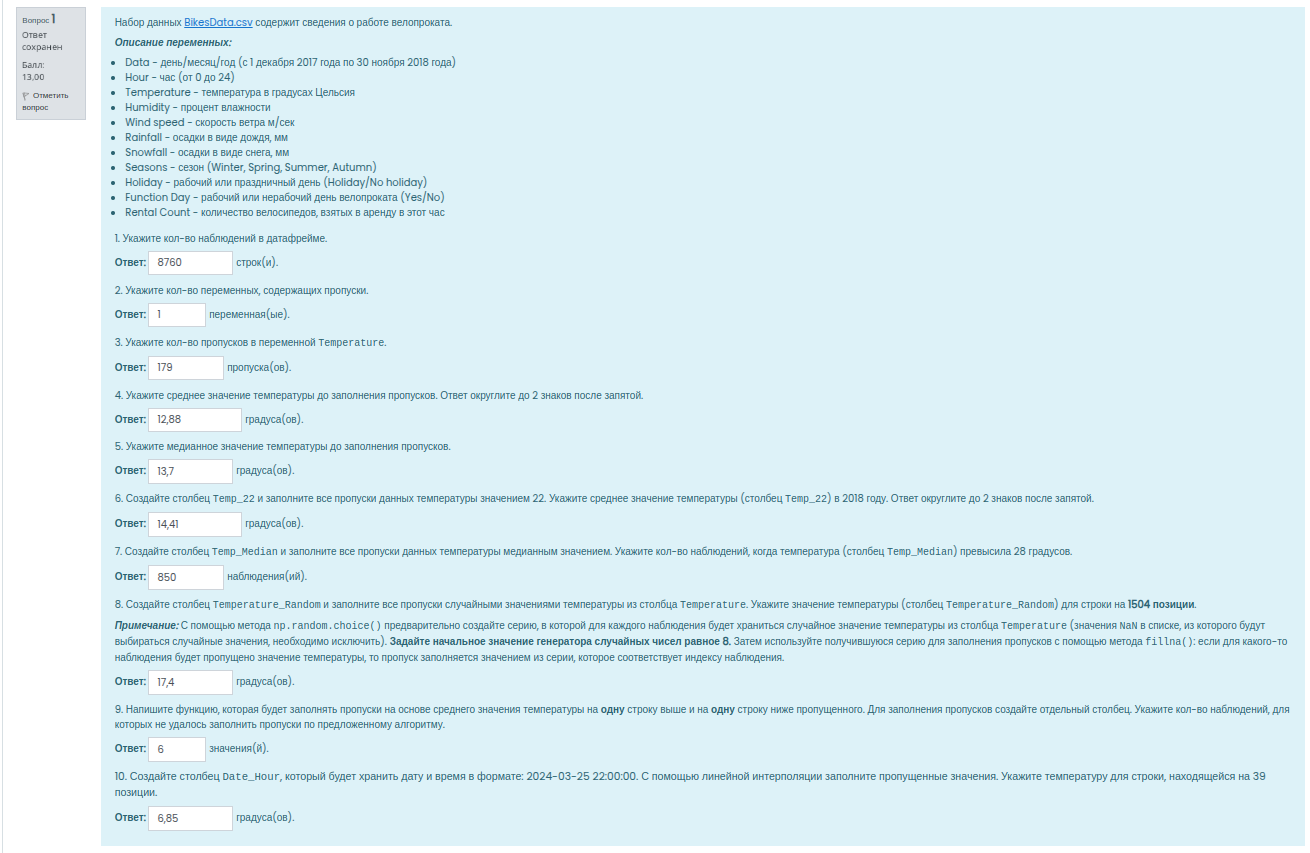 Вопрос 1
Ответ
сохранен
Балл:
13,00
Отметить
вопрос
Набор данных BikesData.csv содержит сведения о работе велопроката.
Описание переменных:
• Data – день/месяц/год (с 1 декабря 2017 года по 30 ноября 2018 года)
• Hour – час (от 0 до 24)
• Temperature – температура в градусах Цельсия
• Humidity – процент влажности
• Wind speed – скорость ветра м/сек
• Rainfall – осадки в виде дождя, мм
• Snowfall – осадки в виде снега, мм
• Seasons – сезон (Winter, Spring, Summer, Autumn)
• Holiday – рабочий или праздничный день (Holiday/No holiday)
• Function Day – рабочий или нерабочий день велопроката (Yes/No)
• Rental Count – количество велосипедов, взятых в аренду в этот час
1. Укажите кол-во наблюдений в датафрейме.
Ответ: 8760 строк(и).
2. Укажите кол-во переменных, содержащих пропуски.
Ответ: 1 переменная(ые).
3. Укажите кол-во пропусков в переменной Temperature.
Ответ: 179 пропуска(ов).
4. Укажите среднее значение температуры до заполнения пропусков. Ответ округлите до 2 знаков после запятой.
Ответ: 12,88 градуса(ов).
5. Укажите медианное значение температуры до заполнения пропусков.
Ответ: 13,7 градуса(ов).
6. Создайте столбец Temp_22 и заполните все пропуски данных температуры значением 22. Укажите среднее значение температуры (столбец Temp_22) в 2018 году. Ответ округлите до 2 знаков после запятой.
Ответ: 14,41 градуса(ов).
7. Создайте столбец Temp_Median и заполните все пропуски данных температуры медианным значением. Укажите кол-во наблюдений, когда температура (столбец Temp_Median) превысила 28 градусов.
Ответ: 850 наблюдения(ий).
8. Создайте столбец Temperature_Random и заполните все пропуски случайными значениями температуры из столбца Temperature. Укажите значение температуры (столбец Temperature_Random) для строки на 1504 позиции.
Примечание: С помощью метода np.random.choice() предварительно создайте серию, в которой для каждого наблюдения будет храниться случайное значение температуры из столбца Temperature (значения NaN в списке, из которого будут
выбираться случайные значения, необходимо исключить). Задайте начальное значение генератора случайных чисел равное 8. Затем используйте получившуюся серию для заполнения пропусков с помощью метода fillna(): если для какого-то
наблюдения будет пропущено значение температуры, то пропуск заполняется значением из серии, которое соответствует индексу наблюдения.
Ответ: 17,4 градуса(ов).
9. Напишите функцию, которая будет заполнять пропуски на основе среднего значения температуры на одну строку выше и на одну строку ниже пропущенного. Для заполнения пропусков создайте отдельный столбец. Укажите кол-во наблюдений, для
которых не удалось заполнить пропуски по предложенному алгоритму.
Ответ: 6 значения(й).
10. Создайте столбец Date_Hour, который будет хранить дату и время в формате: 2024-03-25 22:00:00. С помощью линейной интерполяции заполните пропущенные значения. Укажите температуру для строки, находящейся на 39
позиции.
Ответ: 6,85 градуса(ов).